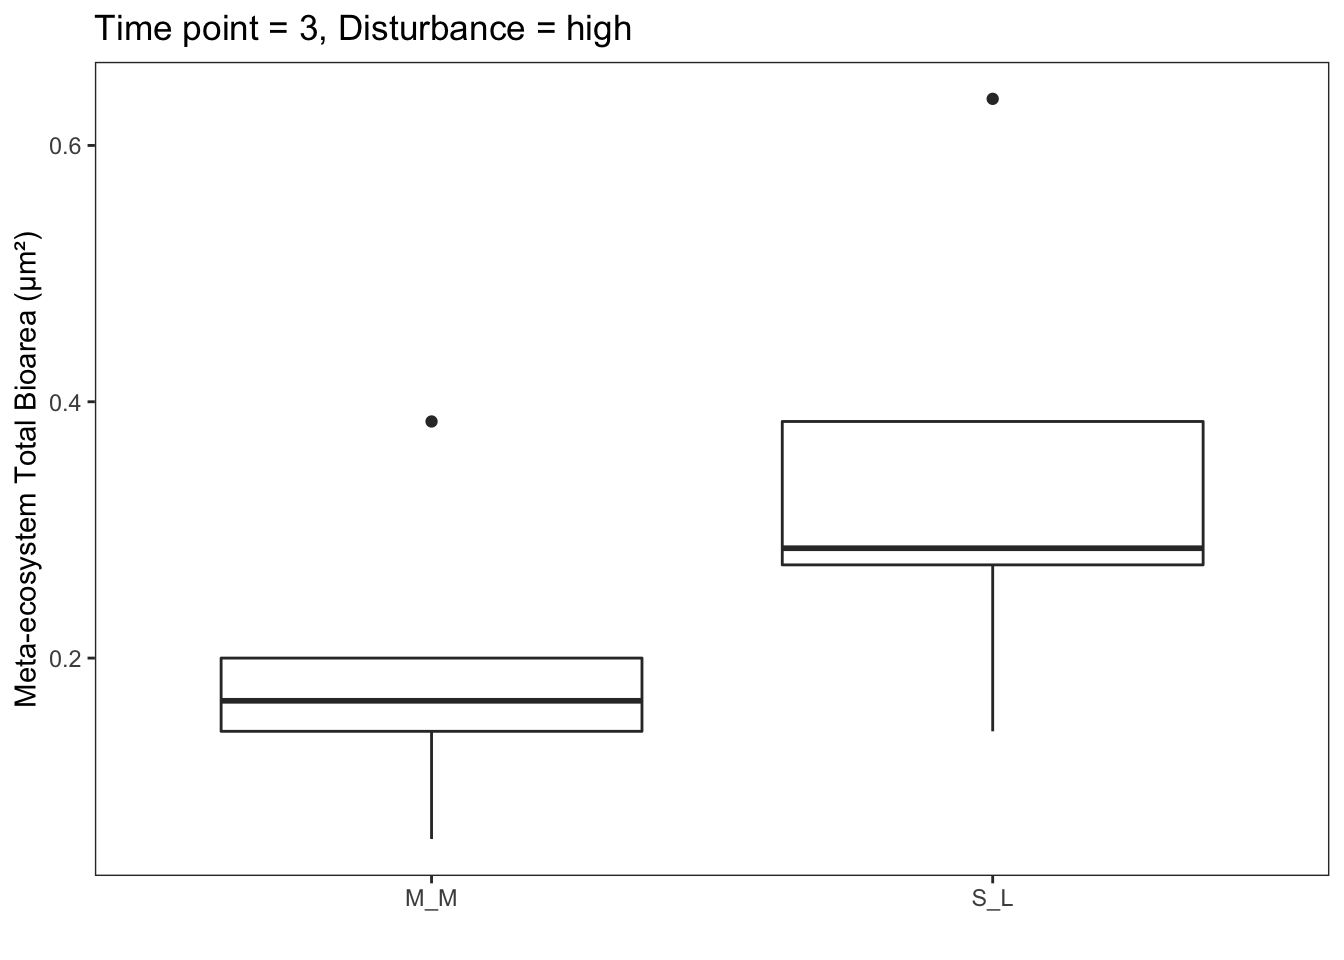 Time point = 3, Disturbance = high
Meta-ecosystem Total Bioarea (µm²)
0.6
0.4
0.2
M_M
S_L